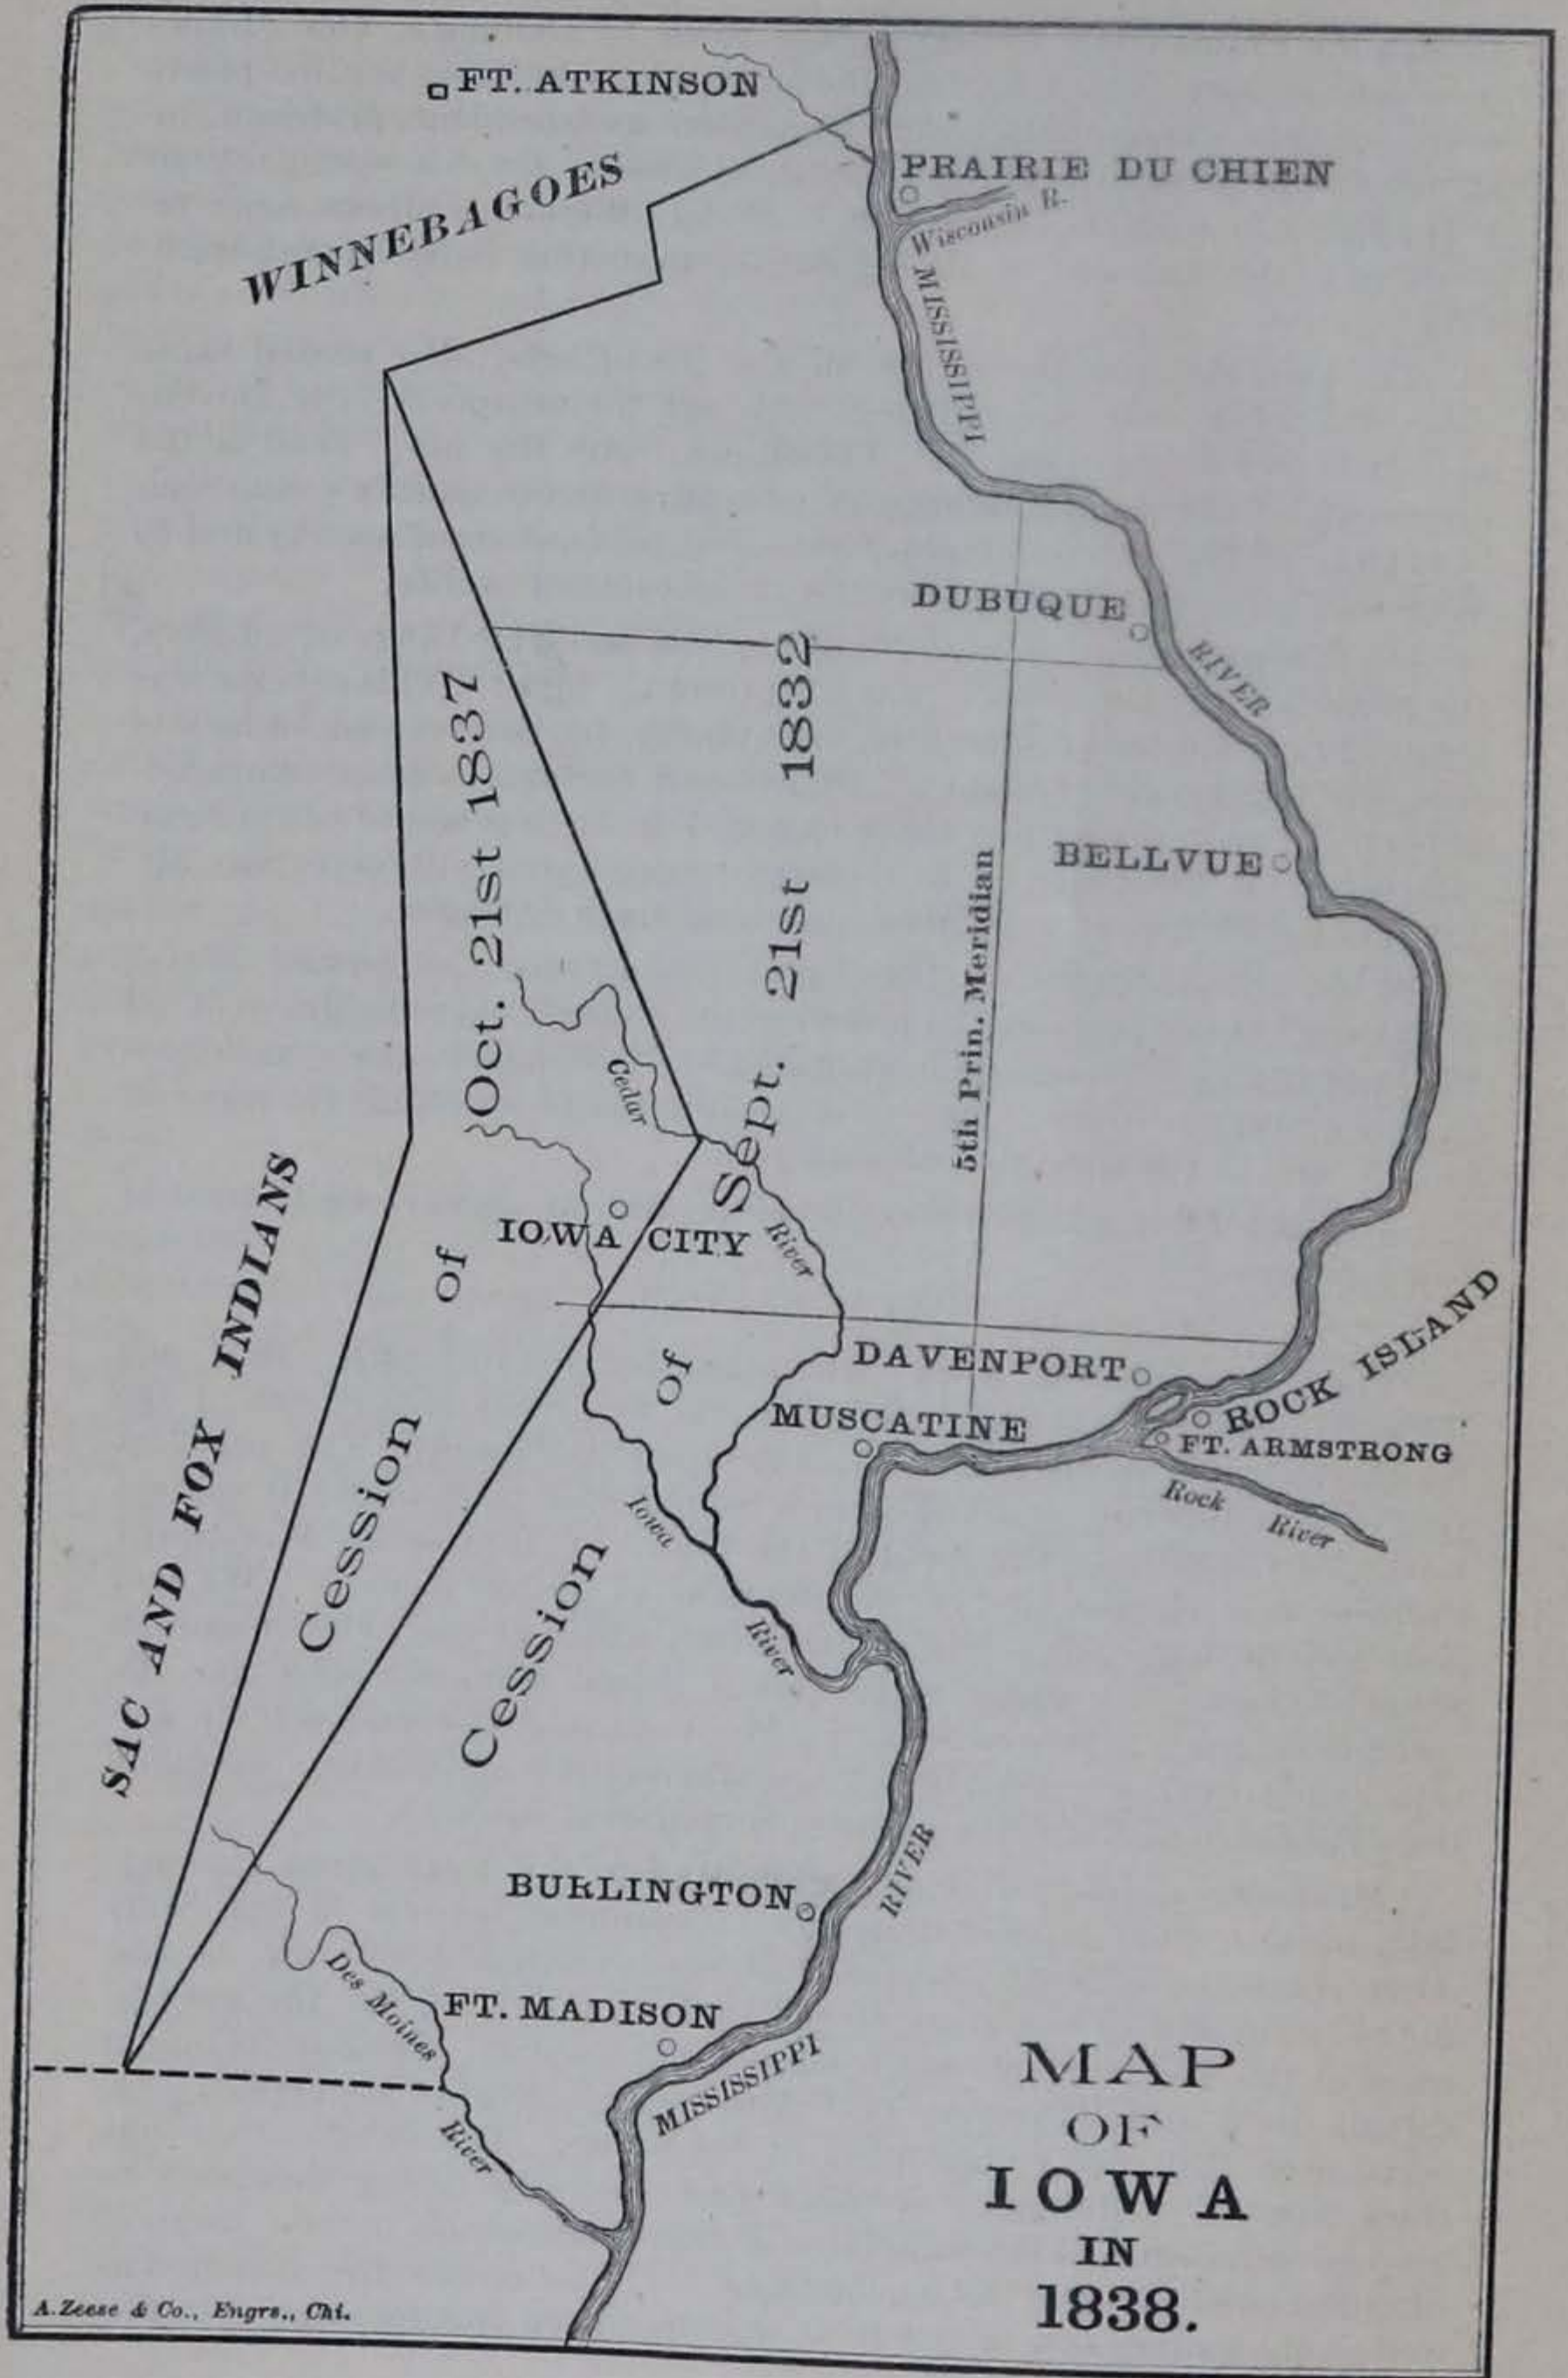 FT. ATKINSON
WINNEBAGOES
PRAIRIE DU CHIEN
Wisconsin R.
MISSISSIPPI
DUBUQUE
RIVER
BELLVUE
5th Prin. Meridian
Cession of Oct. 21st 1837
Cession of Sept. 21st 1832
Cedar
River
IOWA CITY
SAC AND FOX INDIANS
DAVENPORT
ROCK ISLAND
MUSCATINE
FT. ARMSTRONG
Rock River
Iowa
River
BURLINGTON
RIVER
Des Moines
FT. MADISON
MISSISSIPPI
River
MAP
OF
IOWA
IN
1838.
A. Zeese & Co., Engrs., Chi.